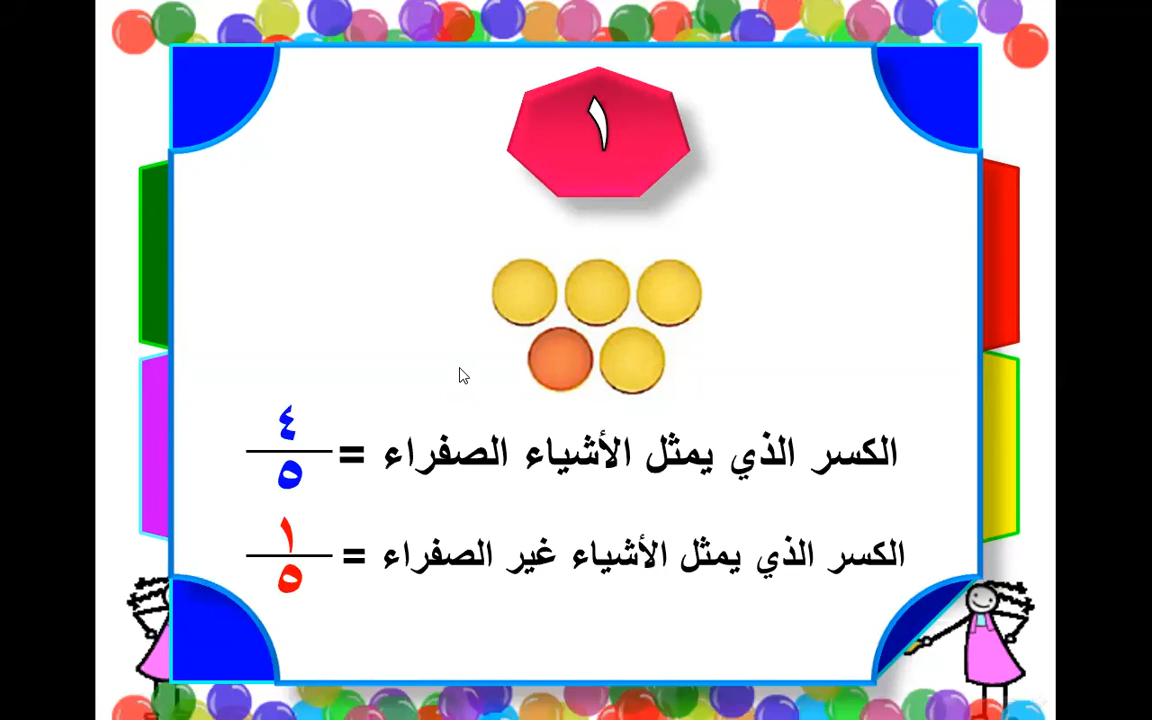 ١
الكسر الذي يمثل الأشياء الصفراء = ٤/٥
الكسر الذي يمثل الأشياء غير الصفراء = ١/٥